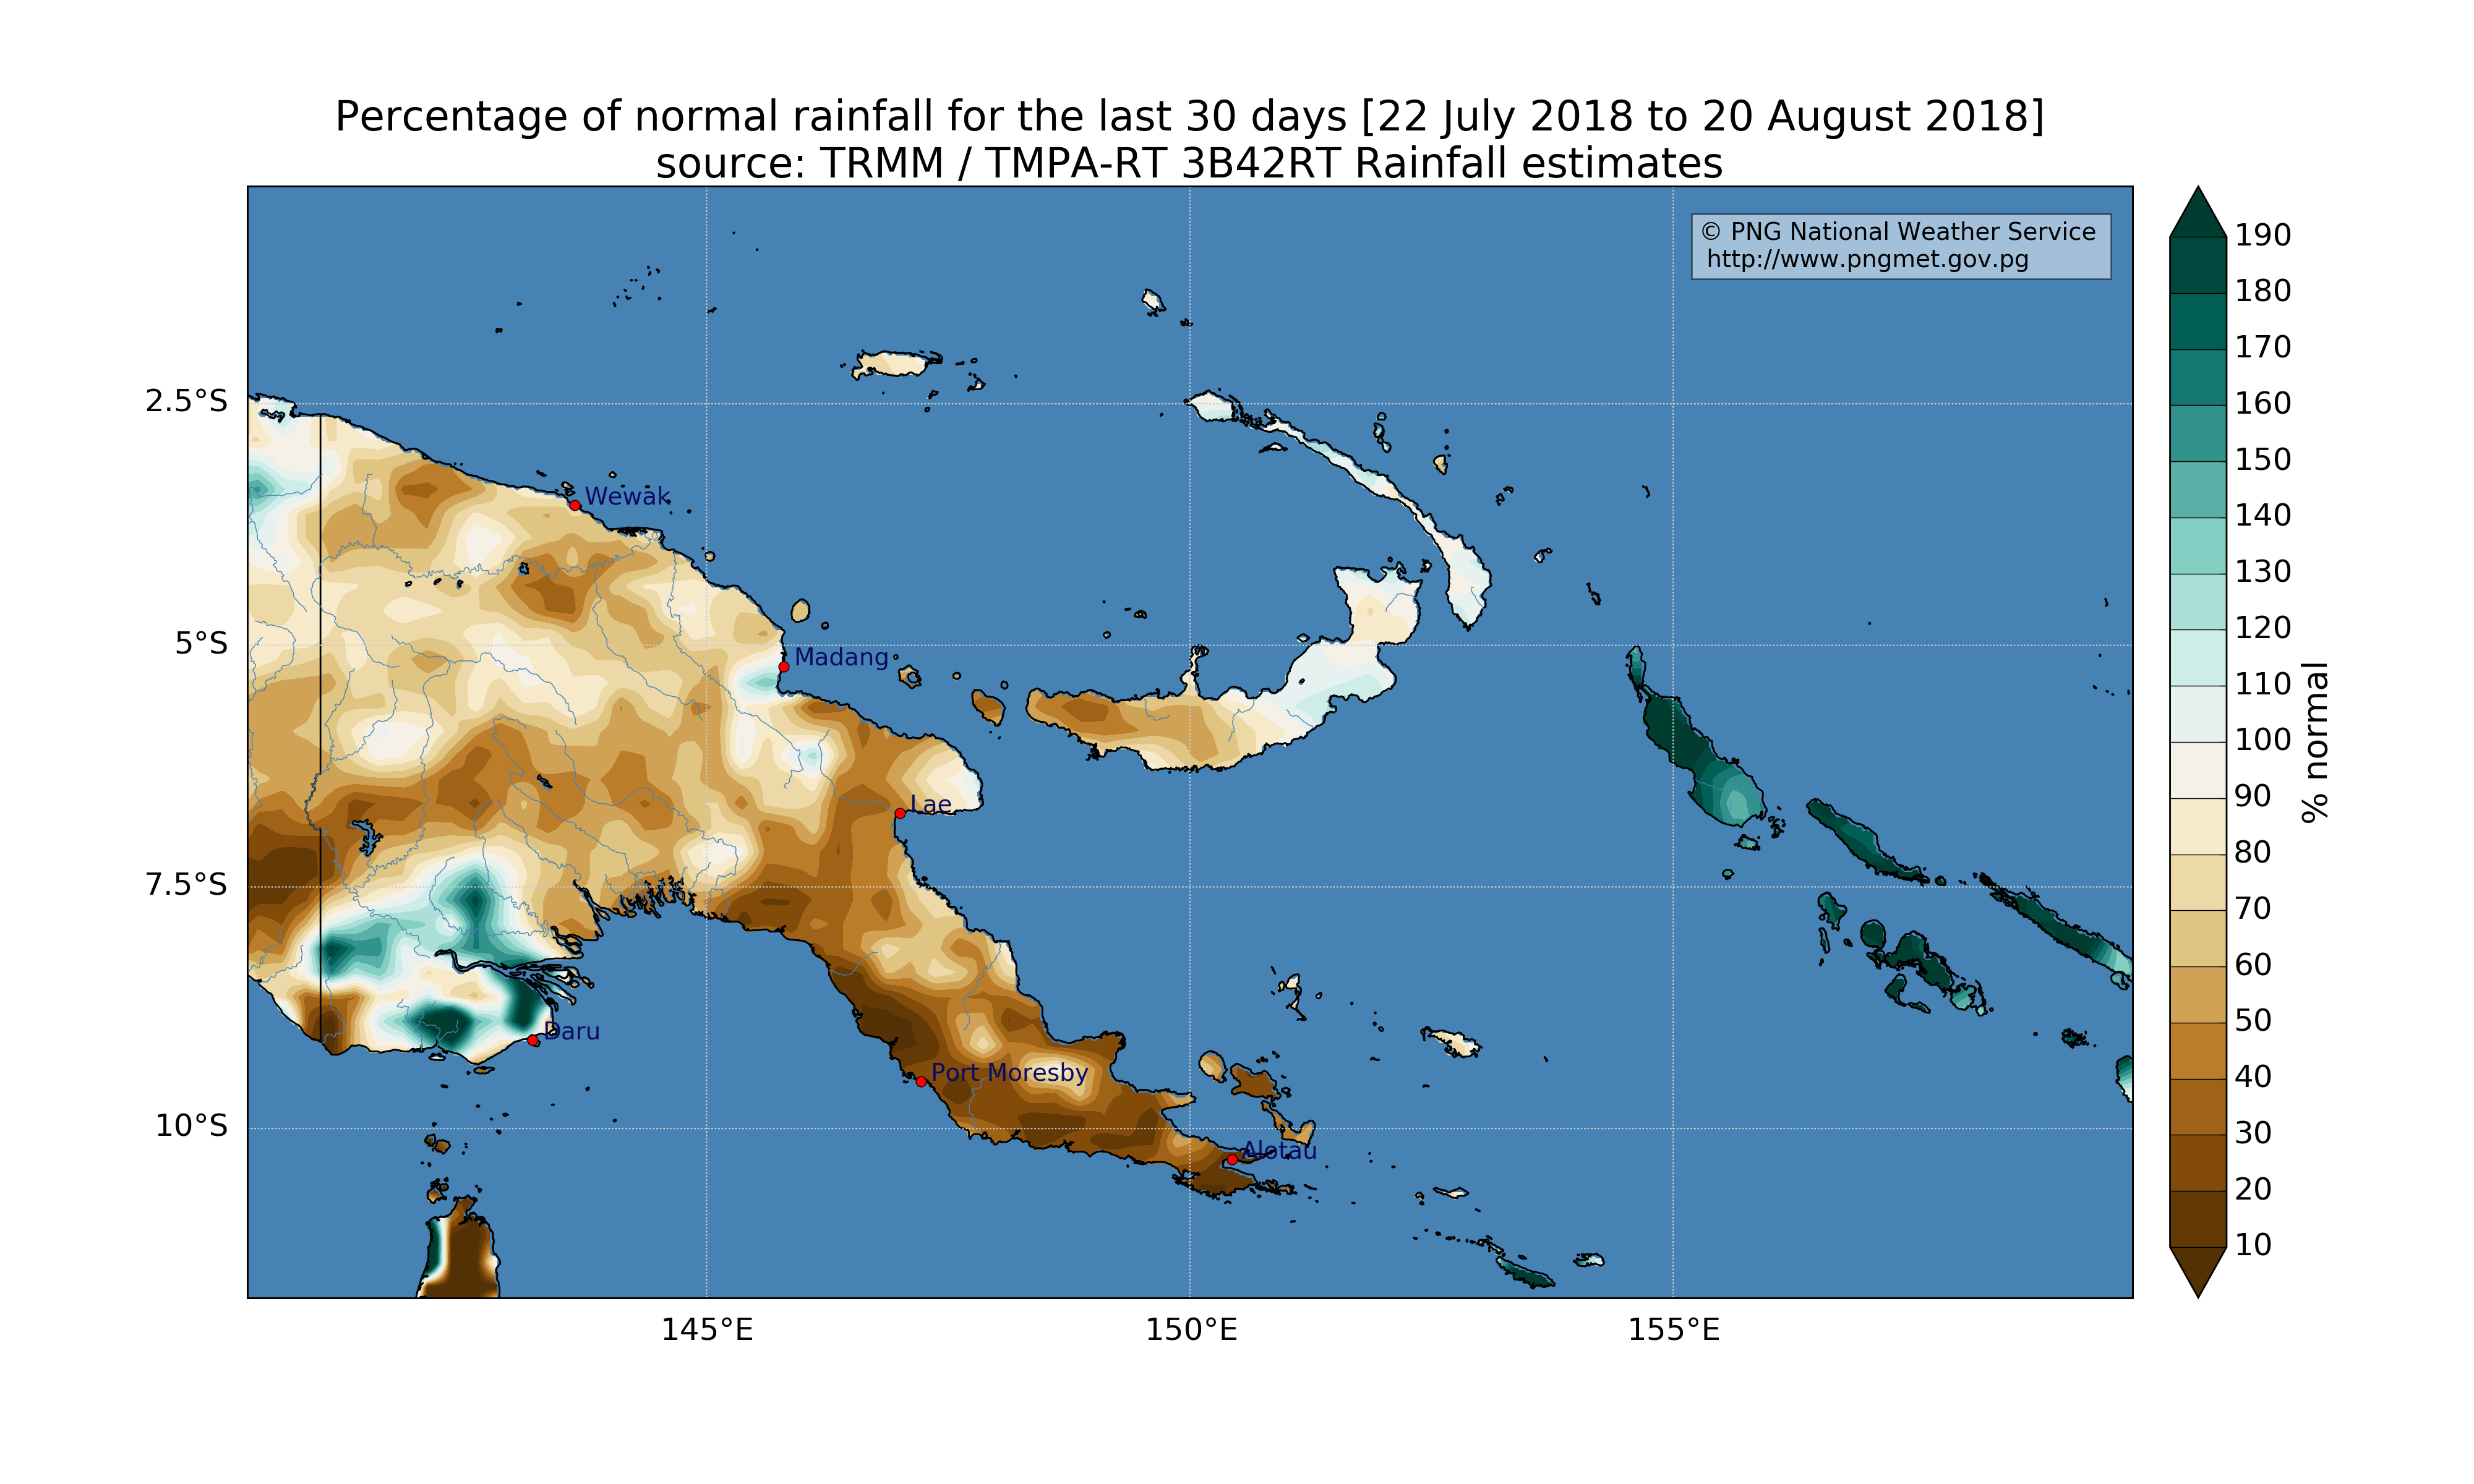 Percentage of normal rainfall for the last 30 days [22 July 2018 to 20 August 2018]
source: TRMM / TMPA-RT 3B42RT Rainfall estimates
© PNG National Weather Service
http://www.pngmet.gov.pg
190
180
170
160
150
140
130
120
110
100
90
80
70
60
50
40
30
20
10
% normal
2.5°S
5°S
7.5°S
10°S
Wewak
Madang
Lae
Daru
Port Moresby
Alotau
145°E
150°E
155°E